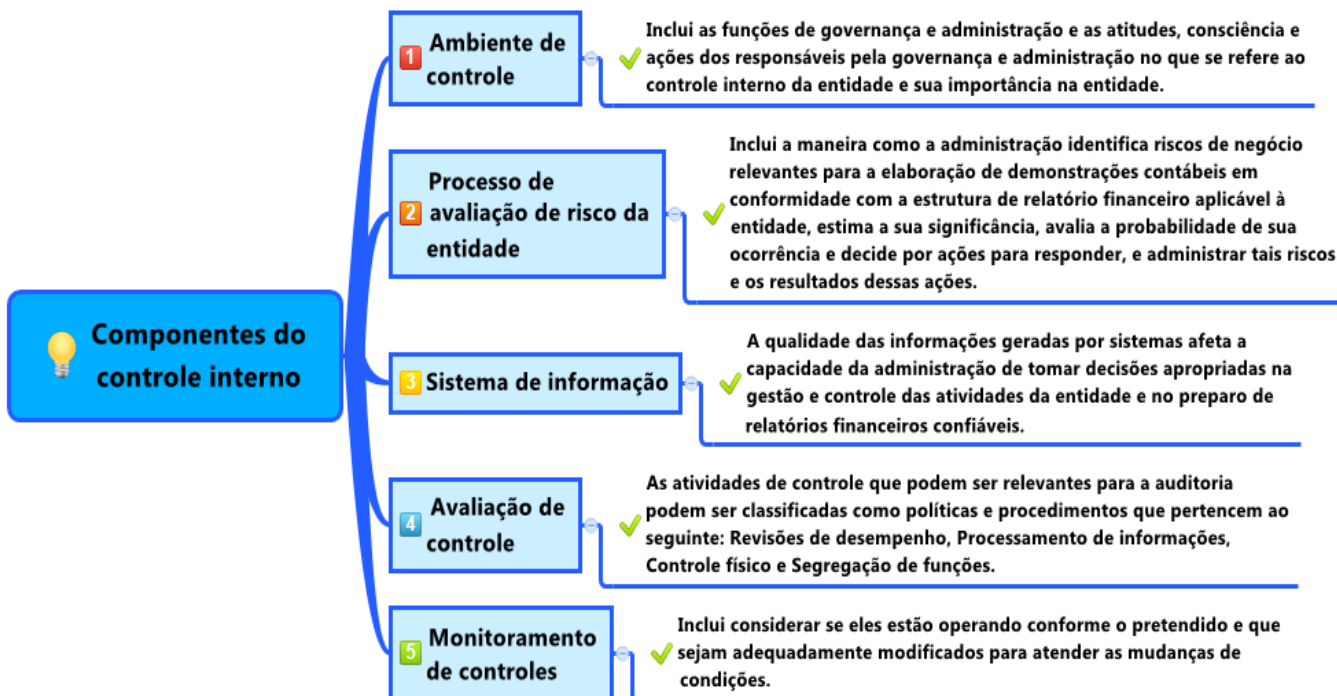 Componentes do
controle interno
1 Ambiente de
controle
Inclui as funções de governança e administração e as atitudes, consciência e
ações dos responsáveis pela governança e administração no que se refere ao
controle interno da entidade e sua importância na entidade.
2 Processo de
avaliação de risco da
entidade
Inclui a maneira como a administração identifica riscos de negócio
relevantes para a elaboração de demonstrações contábeis em
conformidade com a estrutura de relatório financeiro aplicável à
entidade, estima a sua significância, avalia a probabilidade de sua
ocorrência e decide por ações para responder, e administrar tais riscos
e os resultados dessas ações.
3 Sistema de informação
A qualidade das informações geradas por sistemas afeta a
capacidade da administração de tomar decisões apropriadas na
gestão e controle das atividades da entidade e no preparo de
relatórios financeiros confiáveis.
4 Avaliação de
controle
As atividades de controle que podem ser relevantes para a auditoria
podem ser classificadas como políticas e procedimentos que pertencem ao
seguinte: Revisões de desempenho, Processamento de informações,
Controle físico e Segregação de funções.
5 Monitoramento
de controles
Inclui considerar se eles estão operando conforme o pretendido e que
sejam adequadamente modificados para atender as mudanças de
condições.